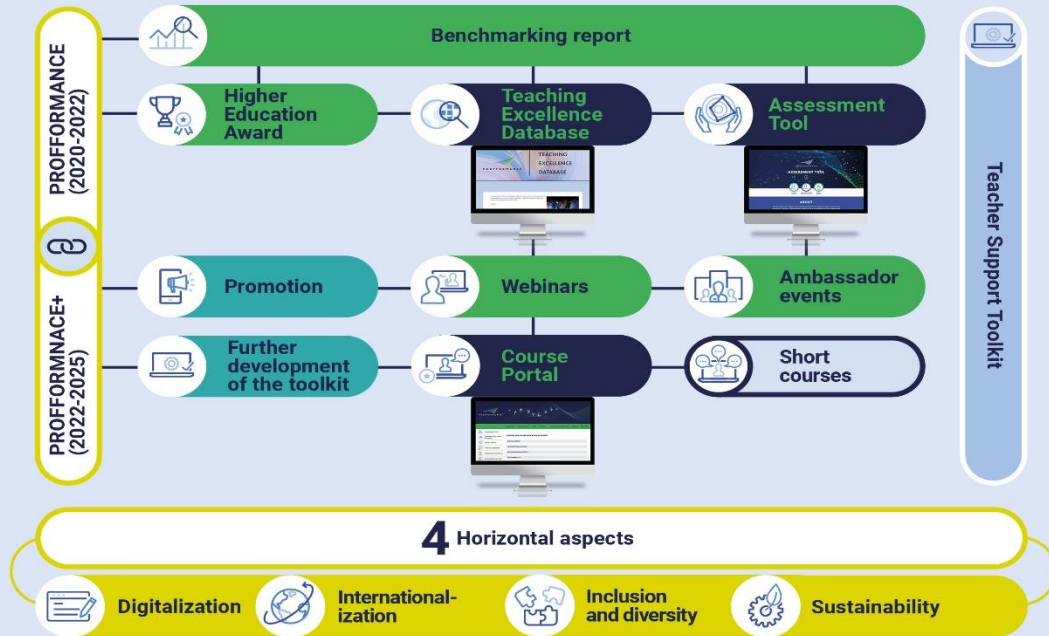 PROFFORMANCE
(2020-2022)
Benchmarking report
Higher
Education
Award
Teaching
Excellence
Database
Assessment
Tool
TEACHING
EXCELLENCE
DATABASE
ASSESSMENT TOOL
ABOUT
Teacher Support Toolkit
PROFFORMNACE+
(2022-2025)
Promotion
Webinars
Ambassador
events
Further
development
of the toolkit
Course
Portal
Short
courses
4 Horizontal aspects
Digitalization
International-
ization
Inclusion
and diversity
Sustainability